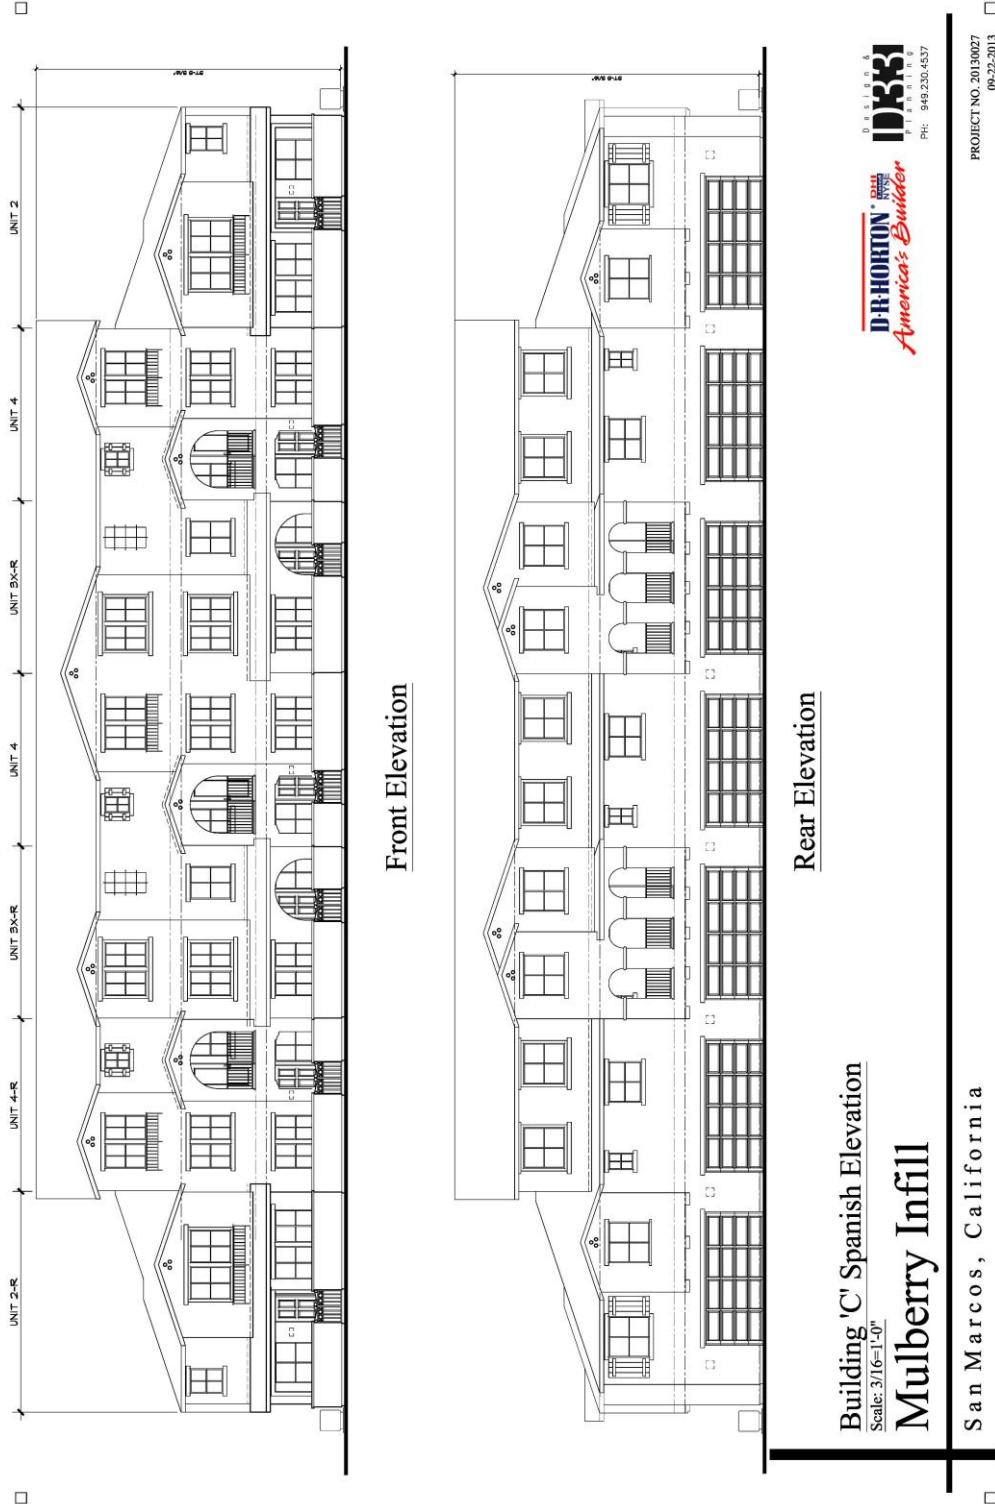 UNIT 2-R
UNIT 4-R
UNIT 3X-R
UNIT 4
UNIT 3X-R
UNIT 4
UNIT 2
Front Elevation
Rear Elevation
Building 'C' Spanish Elevation
Scale: 3/16=1'-0"
Mulberry Infill
San Marcos, California
D·R·HORTON®
DHI
NYSE
America's Builder
Design &
ID33
Planning
PH: 949.230.4537
PROJECT NO. 20130027
09-22-2013